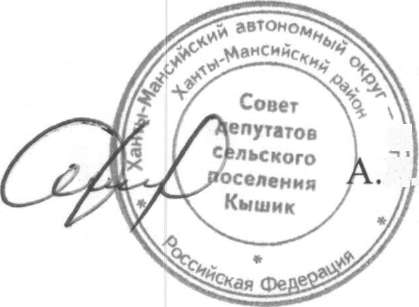 Ханты-Мансийский автономный округ –
Ханты-Мансийский район
Совет
депутатов
сельского
поселения
Кышик
А.
* Российская Федерация *
*